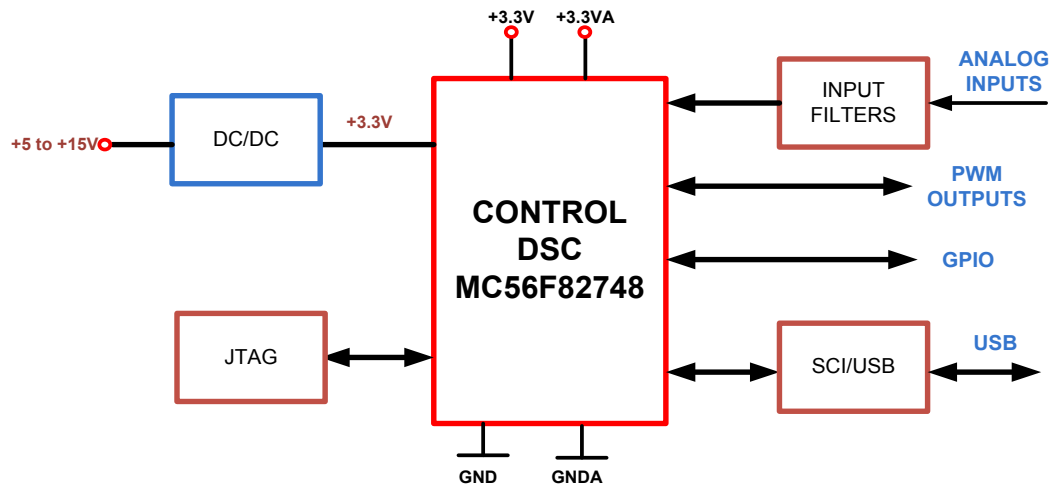 +3.3V
+3.3VA
+5 to +15V
DC/DC
+3.3V
CONTROL
DSC
MC56F82748
INPUT
FILTERS
ANALOG
INPUTS
PWM
OUTPUTS
GPIO
JTAG
SCI/USB
USB
GND
GNDA